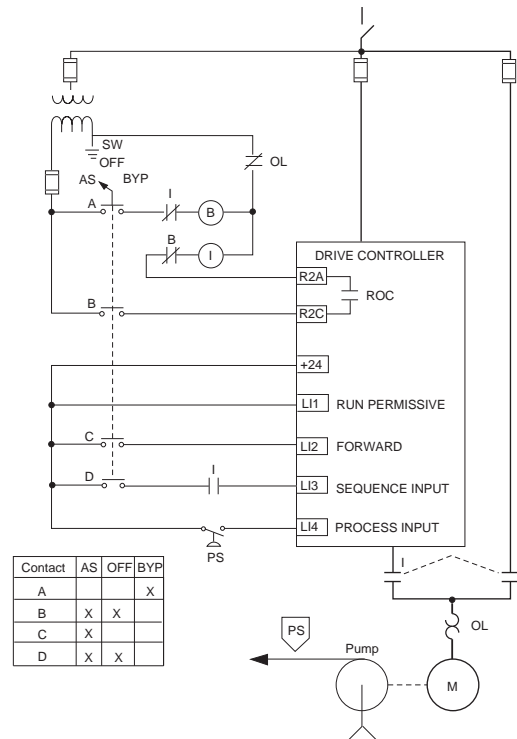 SW
OFF
AS
BYP
OL
A
I
B
B
I
DRIVE CONTROLLER
R2A
ROC
B
R2C
+24
LI1 RUN PERMISSIVE
C
LI2 FORWARD
D
I
LI3 SEQUENCE INPUT
LI4 PROCESS INPUT
PS
I
Contact AS OFF BYP
A X
B X X
C X
D X X
PS
Pump
OL
M